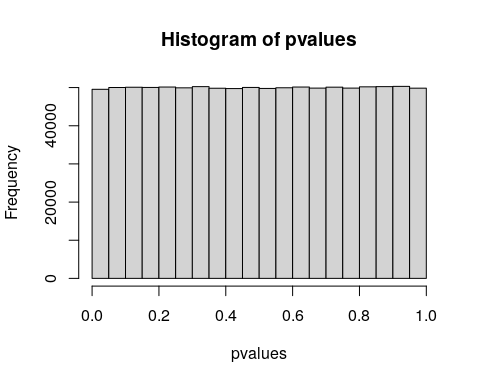 Histogram of pvalues
Frequency
40000
20000
0
0.0 0.2 0.4 0.6 0.8 1.0
pvalues